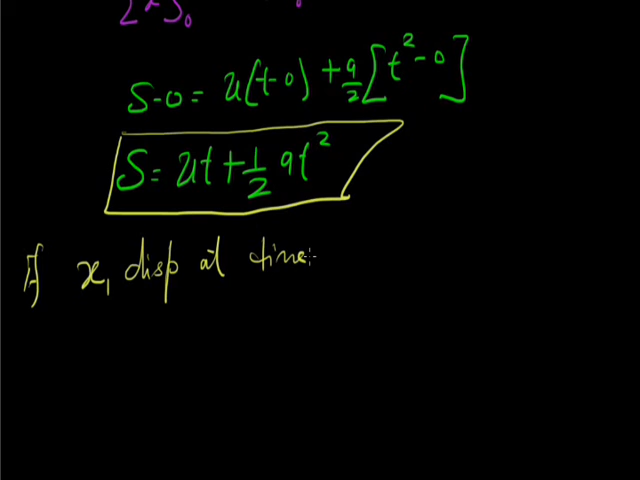 S-0 = u(t-0) + a/2 [t² - 0]
S = ut + 1/2 at²
If x₁ disp at time